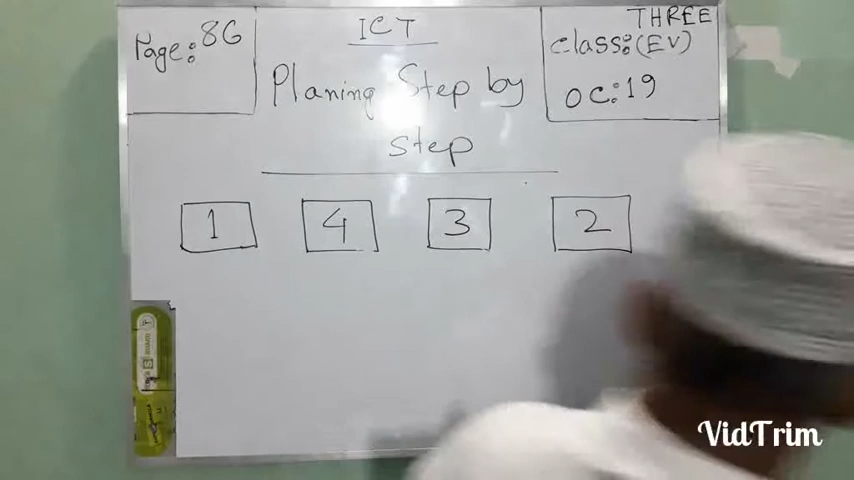 Page: 86
ICT
Planing Step by
step
THREE
Class: (EV)
OC: 19
1 4 3 2
VidTrim